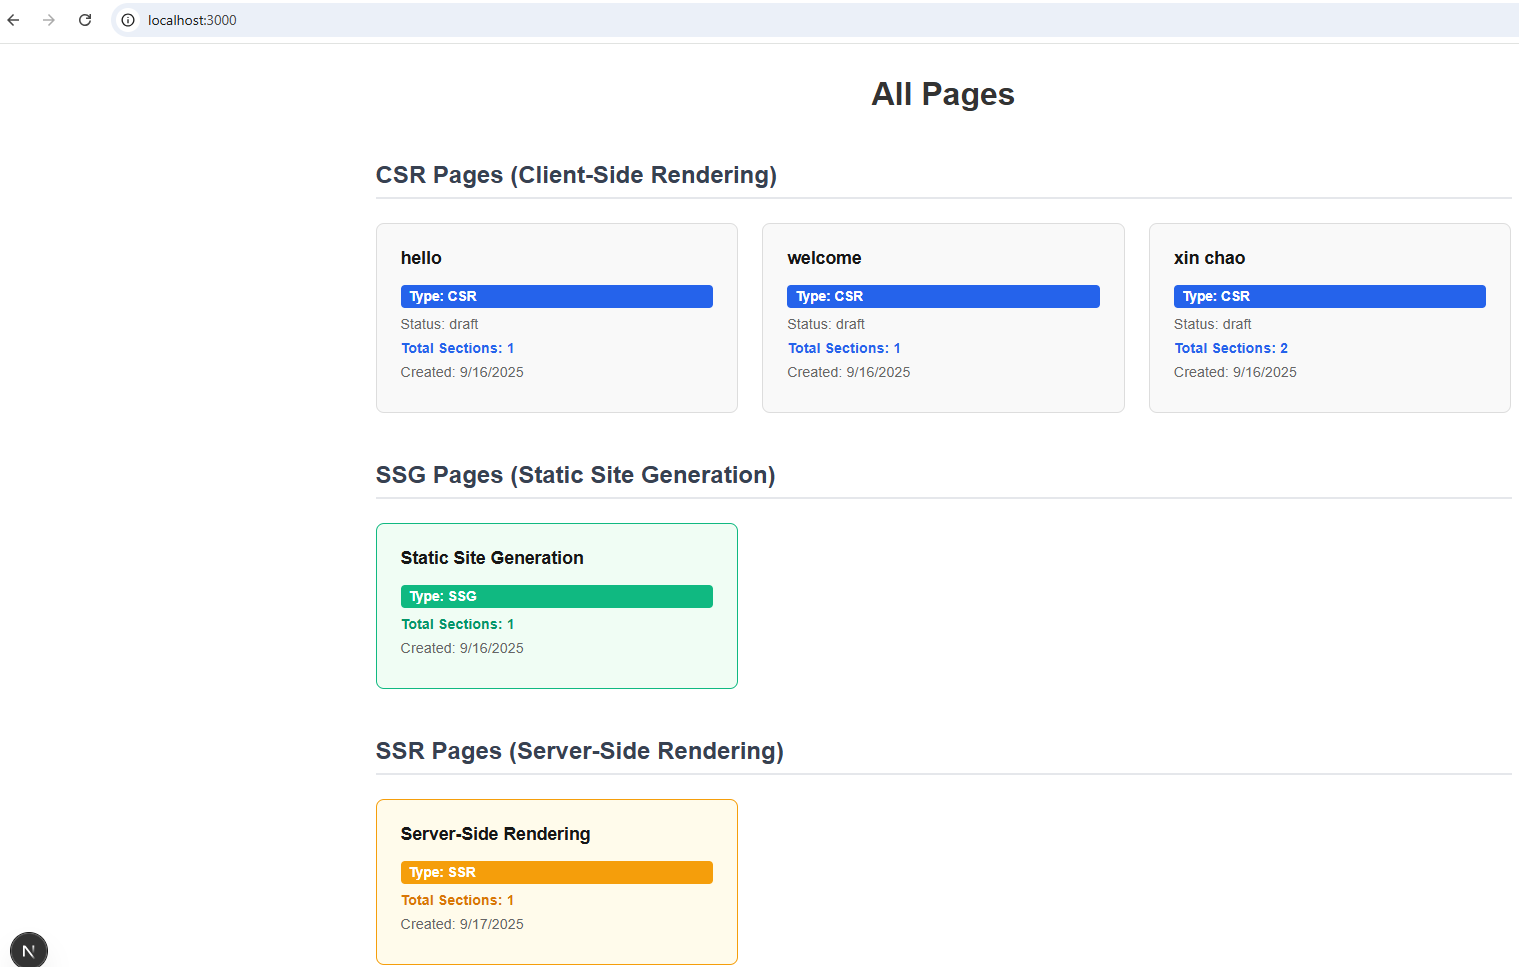 localhost:3000
All Pages
CSR Pages (Client-Side Rendering)
hello
Type: CSR
Status: draft
Total Sections: 1
Created: 9/16/2025
welcome
Type: CSR
Status: draft
Total Sections: 1
Created: 9/16/2025
xin chao
Type: CSR
Status: draft
Total Sections: 2
Created: 9/16/2025
SSG Pages (Static Site Generation)
Static Site Generation
Type: SSG
Total Sections: 1
Created: 9/16/2025
SSR Pages (Server-Side Rendering)
Server-Side Rendering
Type: SSR
Total Sections: 1
Created: 9/17/2025
N